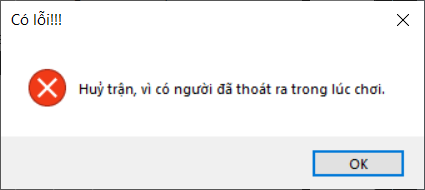 Có lỗi!!!
Huỷ trận, vì có người đã thoát ra trong lúc chơi.
OK